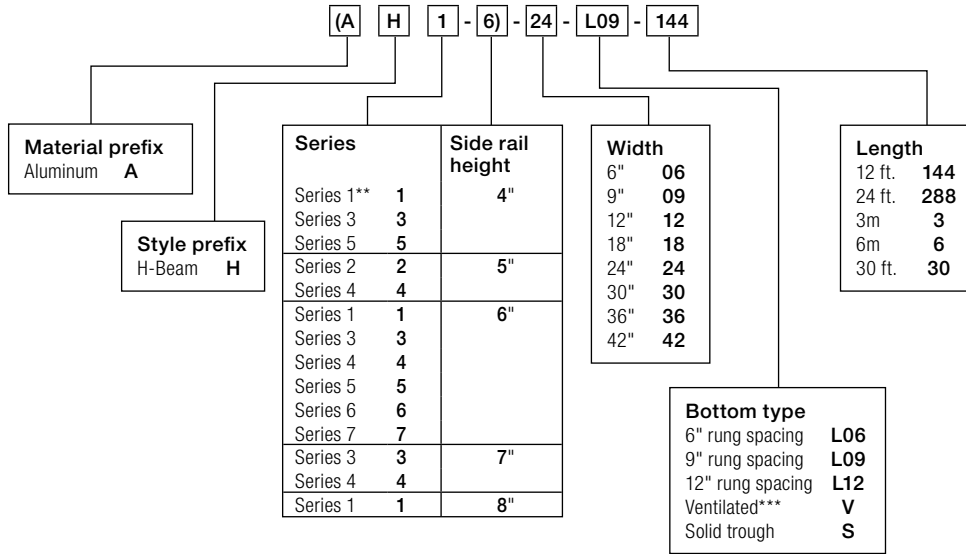 (A H 1 - 6) - 24 - L09 - 144
Material prefix
Aluminum A
Style prefix
H-Beam H
Series Side rail height
Series 1** 1 4"
Series 3 3
Series 5 5
Series 2 2 5"
Series 4 4
Series 1 1 6"
Series 3 3
Series 4 4
Series 5 5
Series 6 6
Series 7 7
Series 3 3 7"
Series 4 4
Series 1 1 8"
Width
6" 06
9" 09
12" 12
18" 18
24" 24
30" 30
36" 36
42" 42
Bottom type
6" rung spacing L06
9" rung spacing L09
12" rung spacing L12
Ventilated*** V
Solid trough S
Length
12 ft. 144
24 ft. 288
3m 3
6m 6
30 ft. 30